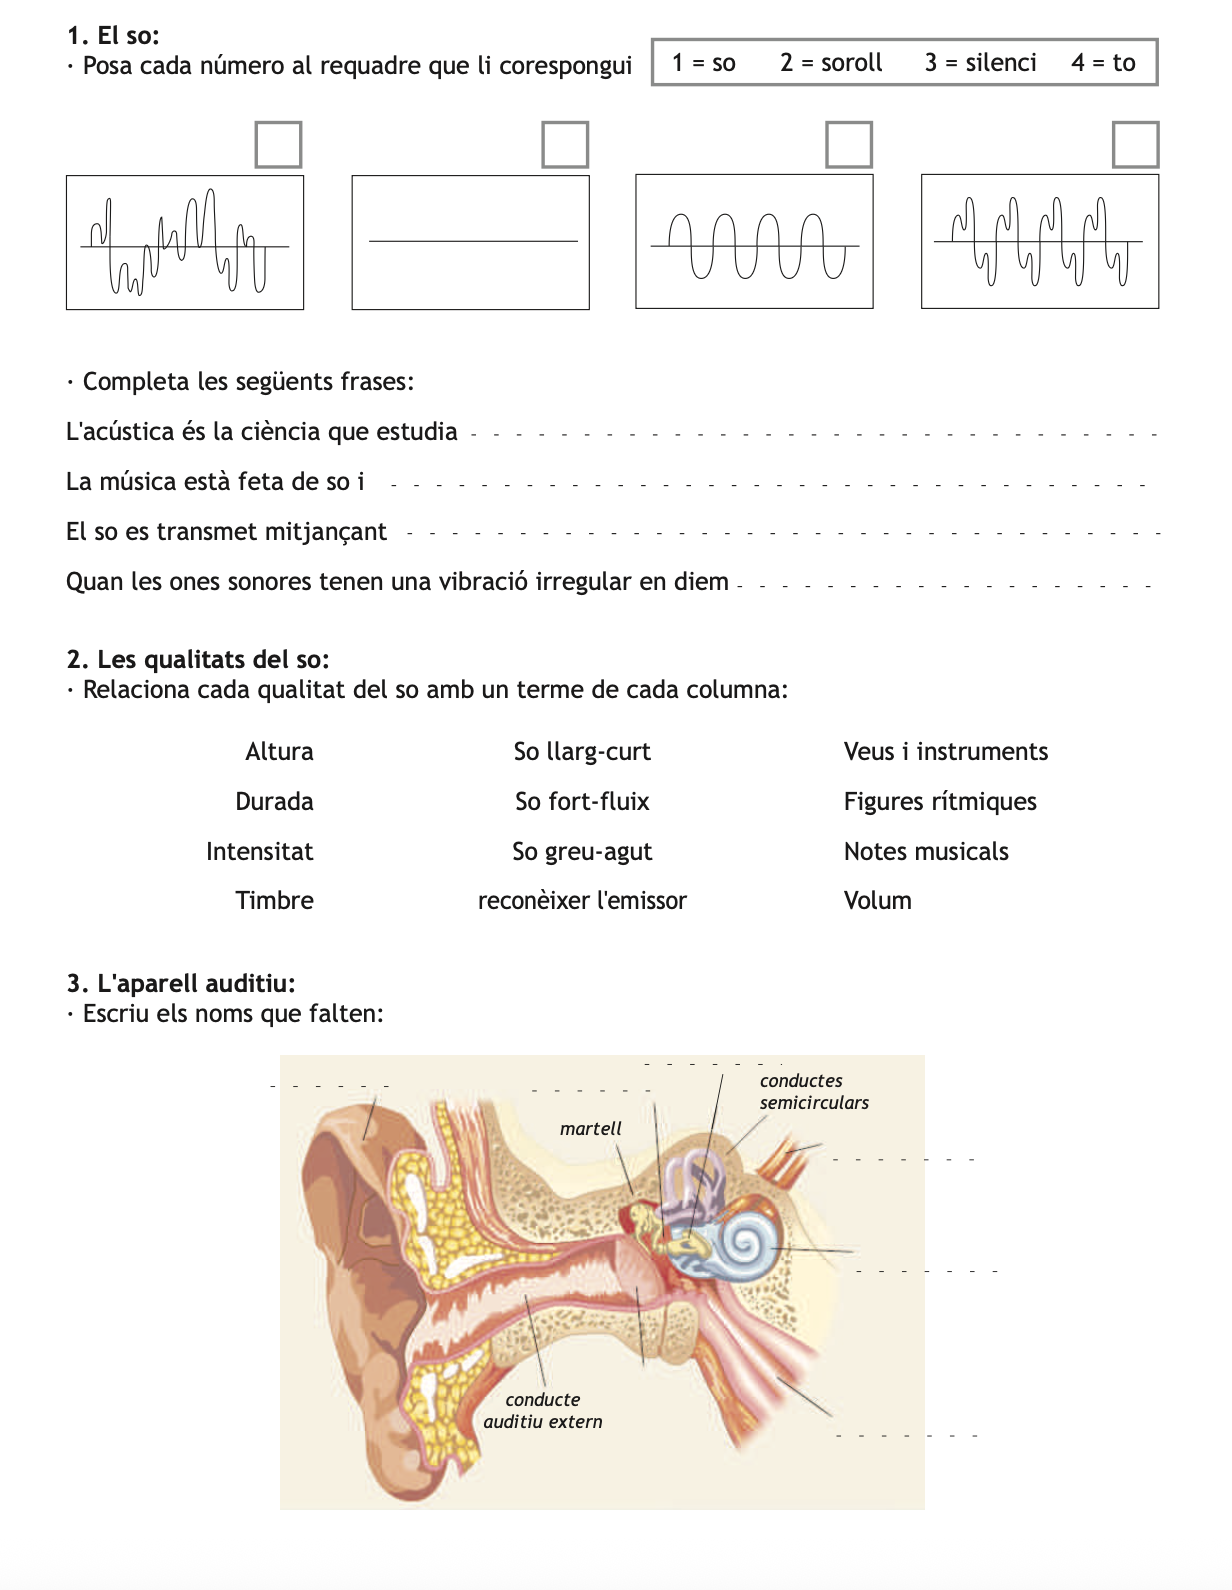 1. El so:
· Posa cada número al requadre que li corespongui
1 = so 2 = soroll 3 = silenci 4 = to
· Completa les següents frases:
L'acústica és la ciència que estudia - - - - - - - - - - - - - - - - - - - - - - - - - - - - - - -
La música està feta de so i - - - - - - - - - - - - - - - - - - - - - - - - - - - - - - - - - -
El so es transmet mitjançant - - - - - - - - - - - - - - - - - - - - - - - - - - - - - - - - - -
Quan les ones sonores tenen una vibració irregular en diem - - - - - - - - - - - - - - - - - - -
2. Les qualitats del so:
· Relaciona cada qualitat del so amb un terme de cada columna:
Altura So llarg-curt Veus i instruments
Durada So fort-fluix Figures rítmiques
Intensitat So greu-agut Notes musicals
Timbre reconèixer l'emissor Volum
3. L'aparell auditiu:
· Escriu els noms que falten:
conductes
semicirculars
martell
conducte
auditiu extern